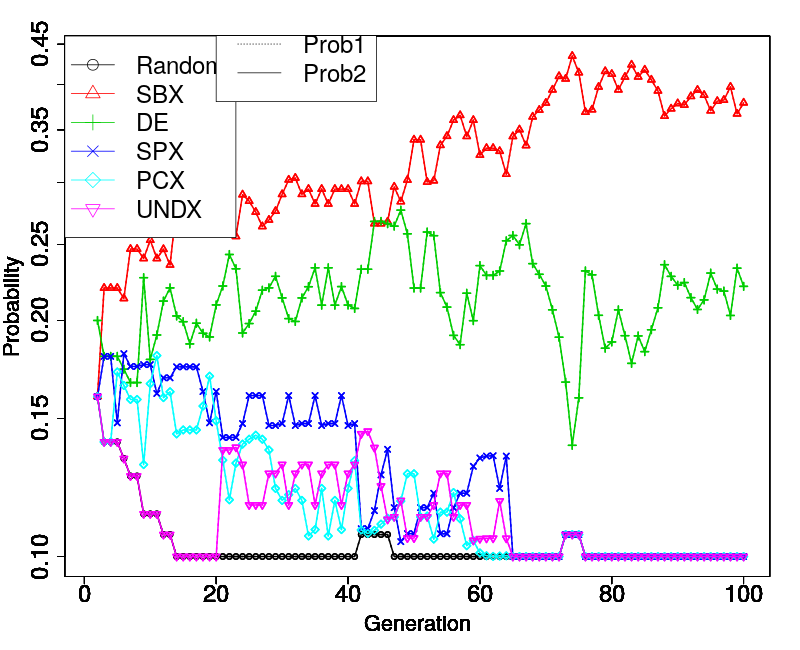 Prob1
Prob2
Random
SBX
DE
SPX
PCX
UNDX
0.45
0.35
0.25
0.20
0.15
0.10
Probability
0 20 40 60 80 100
Generation